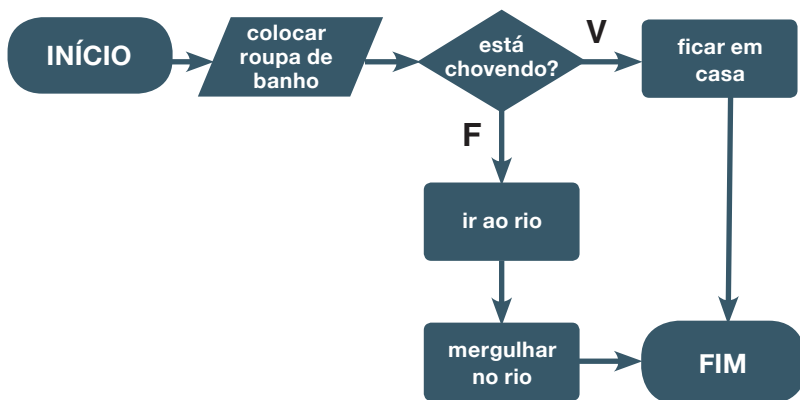 INÍCIO
colocar
roupa de
banho
está
chovendo?
V
ficar em
casa
F
ir ao rio
mergulhar
no rio
FIM